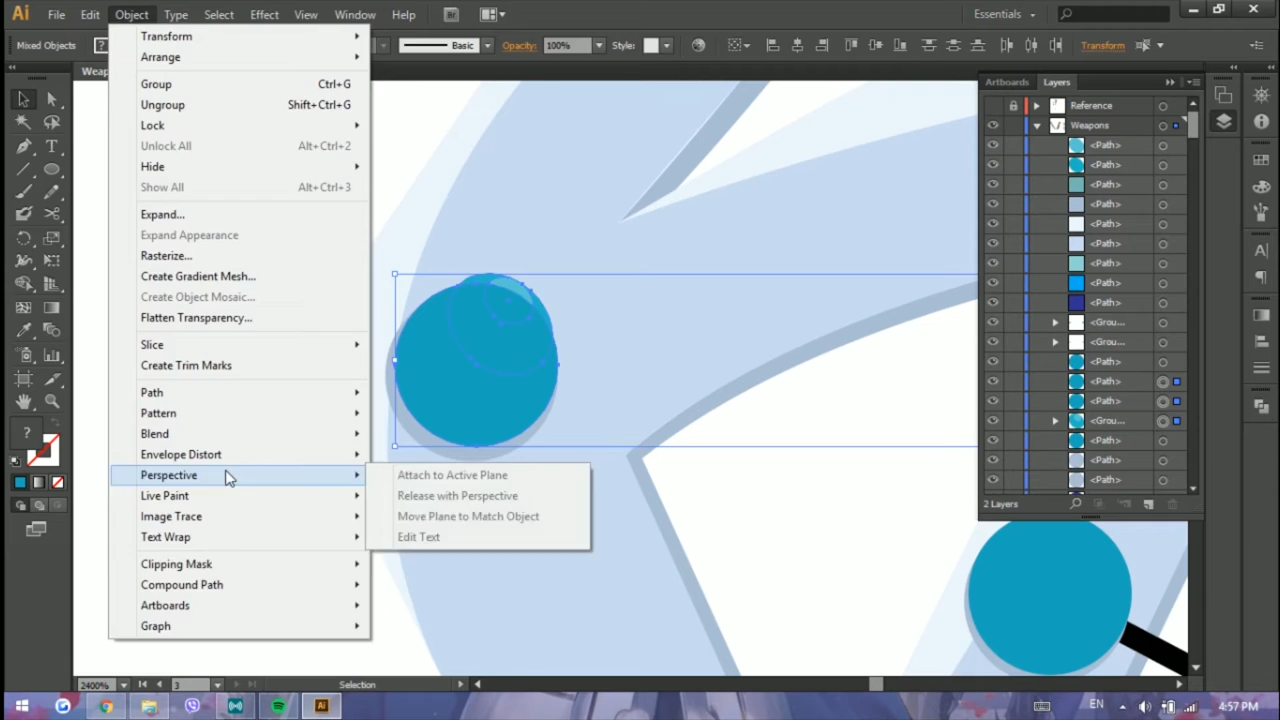 Ai File Edit Object Type Select Effect View Window Help Br Essentials
Mixed Objects ? Basic Opacity: 100% Style: Transform
Weap
Transform
Arrange
Group Ctrl+G
Ungroup Shift+Ctrl+G
Lock
Unlock All Alt+Ctrl+2
Hide
Show All Alt+Ctrl+3
Expand...
Expand Appearance
Rasterize...
Create Gradient Mesh...
Create Object Mosaic...
Flatten Transparency...
Slice
Create Trim Marks
Path
Pattern
Blend
Envelope Distort
Perspective
Live Paint
Image Trace
Text Wrap
Clipping Mask
Compound Path
Artboards
Graph
Attach to Active Plane
Release with Perspective
Move Plane to Match Object
Edit Text
Artboards Layers
Reference
Weapons
<Path>
<Path>
<Path>
<Path>
<Path>
<Path>
<Path>
<Path>
<Path>
<Grou...
<Grou...
<Path>
<Path>
<Path>
<Grou...
<Path>
<Path>
<Path>
2 Layers
?
2400% 3 Selection
Ai EN 4:57 PM